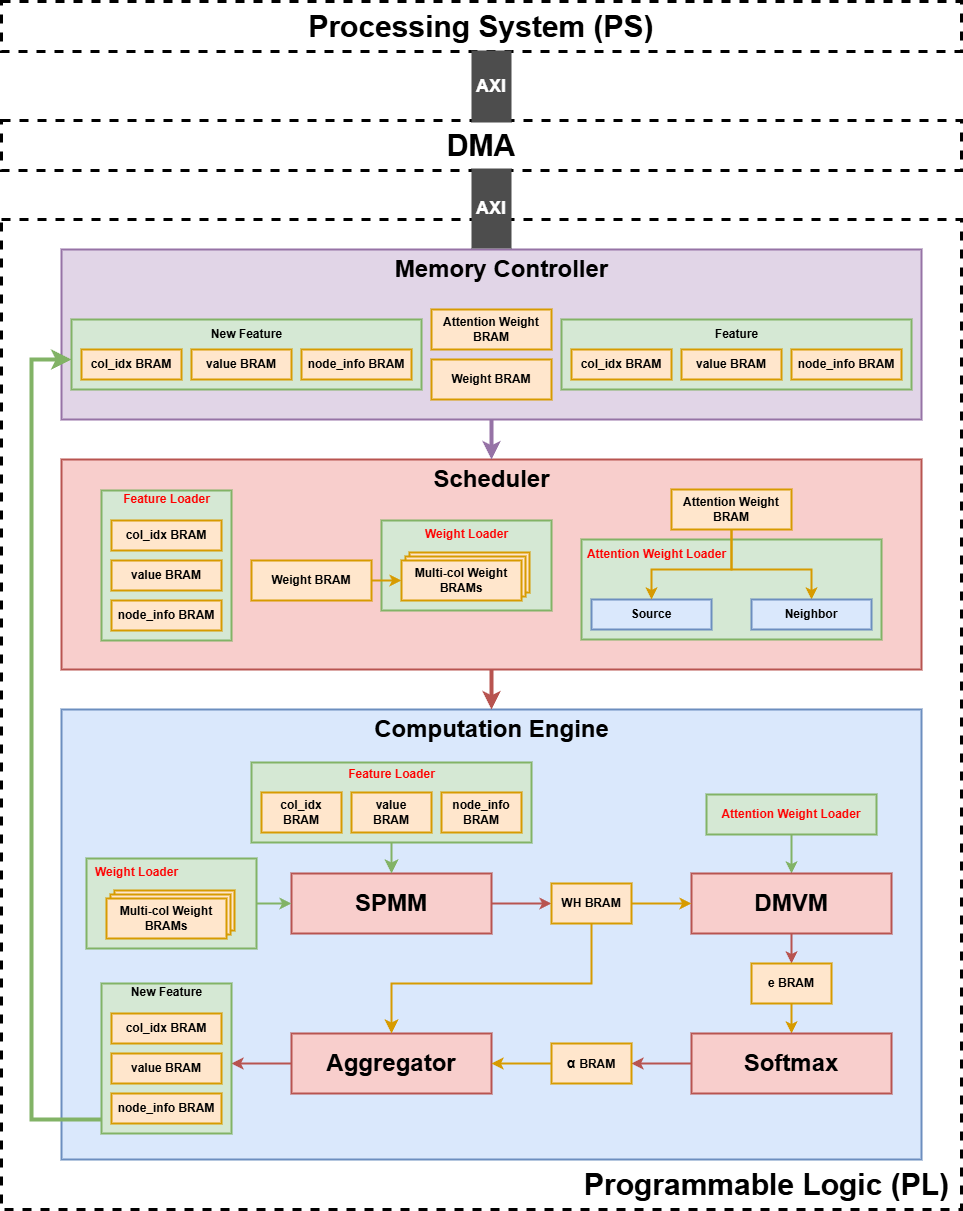 Processing System (PS)
AXI
DMA
AXI
Memory Controller
New Feature
col_idx BRAM
value BRAM
node_info BRAM
Attention Weight
BRAM
Weight BRAM
Feature
col_idx BRAM
value BRAM
node_info BRAM
Scheduler
Feature Loader
col_idx BRAM
value BRAM
node_info BRAM
Weight BRAM
Weight Loader
Multi-col Weight
BRAMs
Attention Weight
BRAM
Attention Weight Loader
Source
Neighbor
Computation Engine
Feature Loader
col_idx
BRAM
value
BRAM
node_info
BRAM
Attention Weight Loader
Weight Loader
Multi-col Weight
BRAMs
SPMM
WH BRAM
DMVM
e BRAM
New Feature
col_idx BRAM
value BRAM
node_info BRAM
Aggregator
α BRAM
Softmax
Programmable Logic (PL)